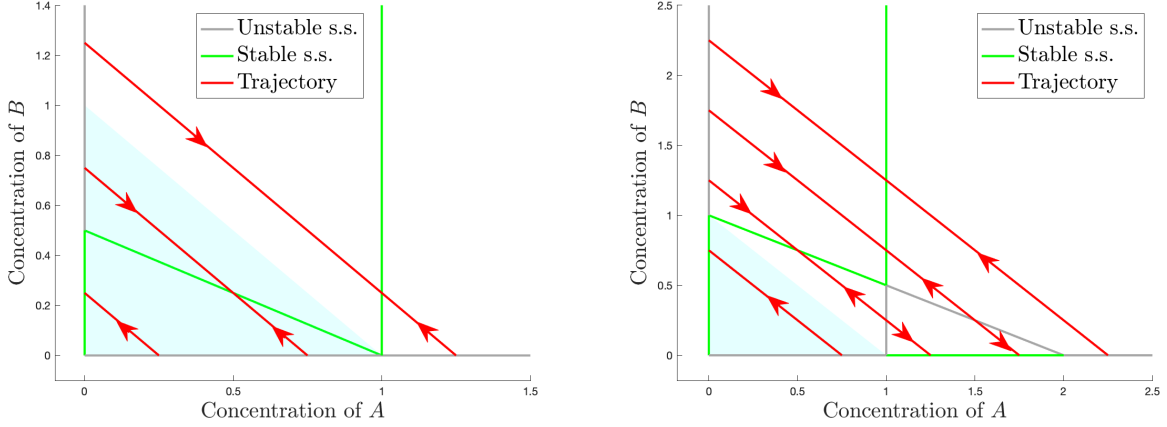 1.4
1.2
1
0.8
0.6
0.4
0.2
0
0
0.5
1
1.5
Concentration of B
Concentration of A
Unstable s.s.
Stable s.s.
Trajectory
2.5
2
1.5
1
0.5
0
0
0.5
1
1.5
2
2.5
Concentration of B
Concentration of A
Unstable s.s.
Stable s.s.
Trajectory